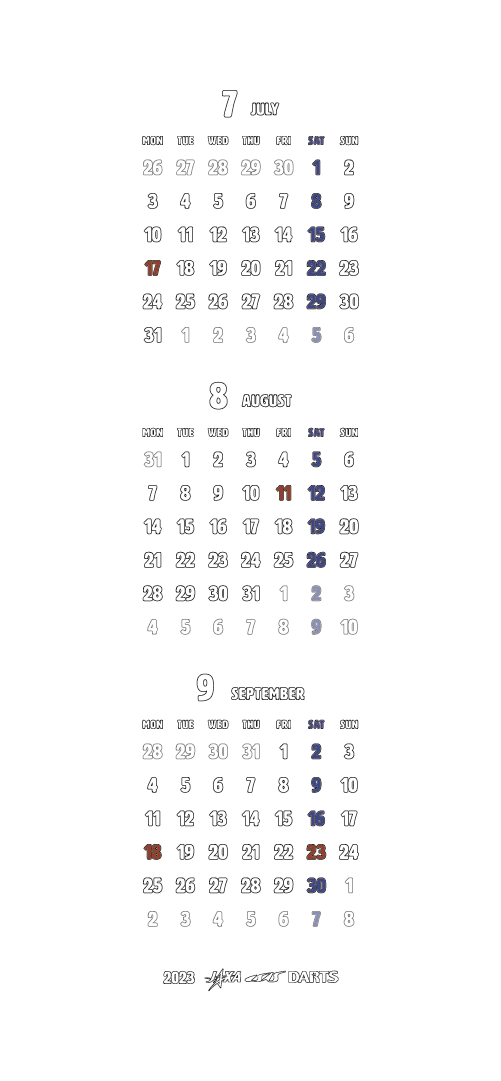 7 JULY
MON TUE WED THU FRI SAT SUN
26 27 28 29 30 1 2
3 4 5 6 7 8 9
10 11 12 13 14 15 16
17 18 19 20 21 22 23
24 25 26 27 28 29 30
31 1 2 3 4 5 6
8 AUGUST
MON TUE WED THU FRI SAT SUN
31 1 2 3 4 5 6
7 8 9 10 11 12 13
14 15 16 17 18 19 20
21 22 23 24 25 26 27
28 29 30 31 1 2 3
4 5 6 7 8 9 10
9 SEPTEMBER
MON TUE WED THU FRI SAT SUN
28 29 30 31 1 2 3
4 5 6 7 8 9 10
11 12 13 14 15 16 17
18 19 20 21 22 23 24
25 26 27 28 29 30 1
2 3 4 5 6 7 8
2023 JAXA DARTS